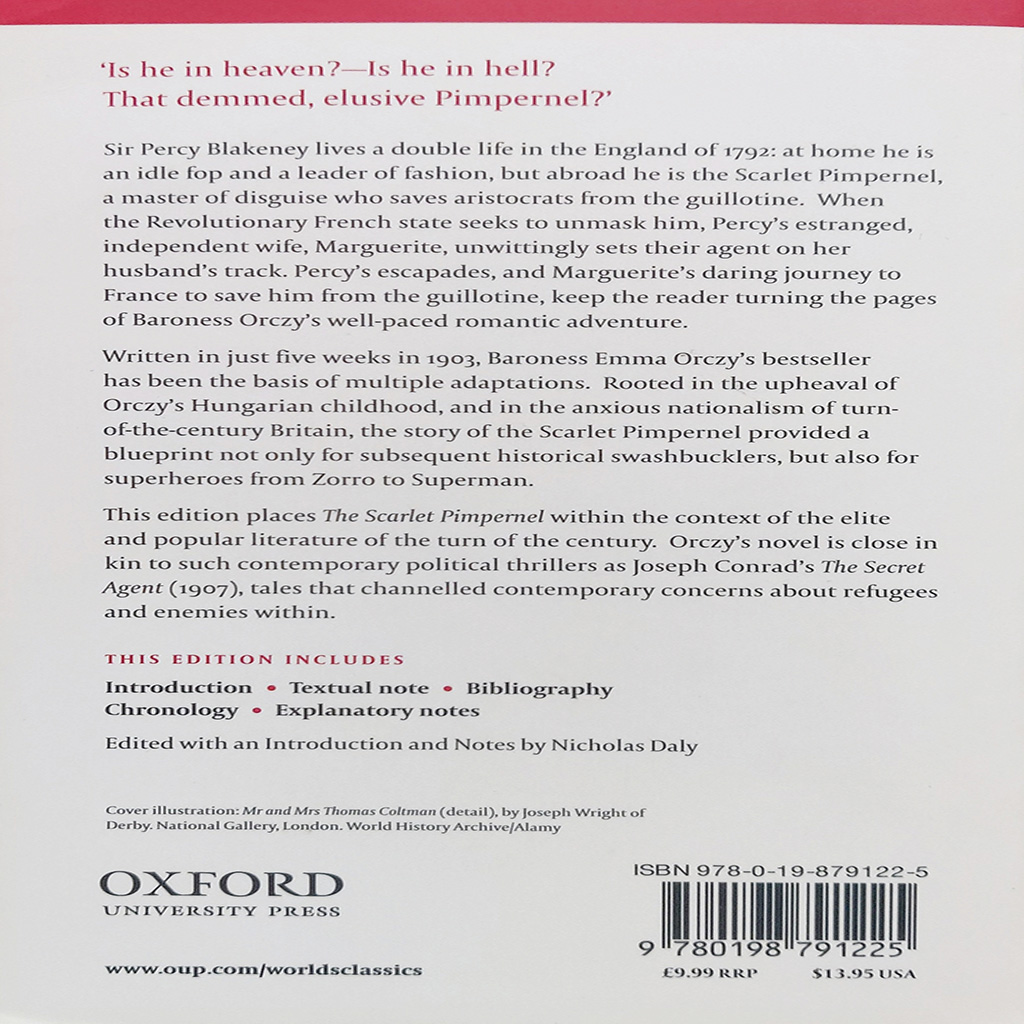 ‘Is he in heaven?—Is he in hell?
That demmed, elusive Pimpernel?’
Sir Percy Blakeney lives a double life in the England of 1792: at home he is
an idle fop and a leader of fashion, but abroad he is the Scarlet Pimpernel,
a master of disguise who saves aristocrats from the guillotine. When
the Revolutionary French state seeks to unmask him, Percy’s estranged,
independent wife, Marguerite, unwittingly sets their agent on her
husband’s track. Percy’s escapades, and Marguerite’s daring journey to
France to save him from the guillotine, keep the reader turning the pages
of Baroness Orczy’s well-paced romantic adventure.
Written in just five weeks in 1903, Baroness Emma Orczy’s bestseller
has been the basis of multiple adaptations. Rooted in the upheaval of
Orczy’s Hungarian childhood, and in the anxious nationalism of turn-
of-the-century Britain, the story of the Scarlet Pimpernel provided a
blueprint not only for subsequent historical swashbucklers, but also for
superheroes from Zorro to Superman.
This edition places The Scarlet Pimpernel within the context of the elite
and popular literature of the turn of the century. Orczy’s novel is close in
kin to such contemporary political thrillers as Joseph Conrad’s The Secret
Agent (1907), tales that channelled contemporary concerns about refugees
and enemies within.
THIS EDITION INCLUDES
Introduction • Textual note • Bibliography
Chronology • Explanatory notes
Edited with an Introduction and Notes by Nicholas Daly
Cover illustration: Mr and Mrs Thomas Coltman (detail), by Joseph Wright of
Derby. National Gallery, London. World History Archive/Alamy
OXFORD
UNIVERSITY PRESS
www.oup.com/worldsclassics
ISBN 978-0-19-879122-5
9 780198 791225
£9.99 RRP $13.95 USA